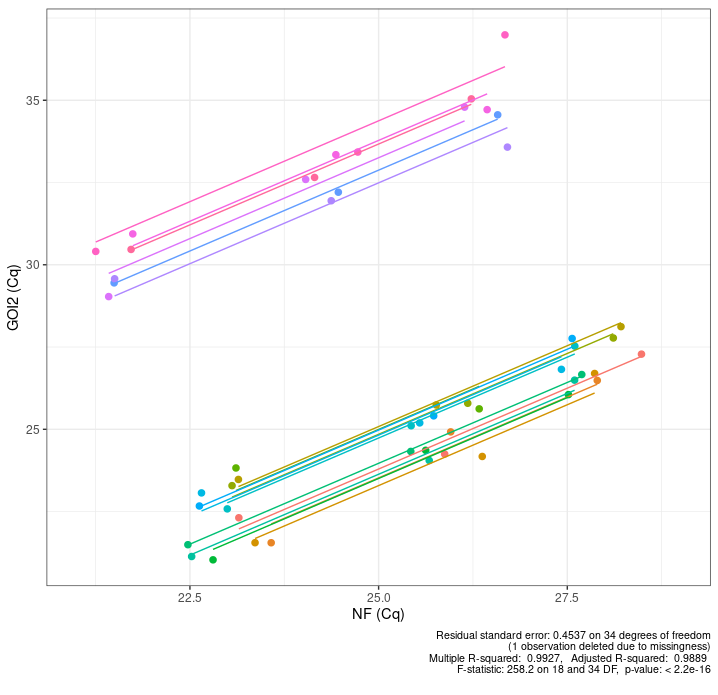 35
30
25
GOI2 (Cq)
22.5 25.0 27.5
NF (Cq)
Residual standard error: 0.4537 on 34 degrees of freedom
(1 observation deleted due to missingness)
Multiple R-squared:  0.9927,   Adjusted R-squared:  0.9889
F-statistic: 258.2 on 18 and 34 DF,  p-value: < 2.2e-16